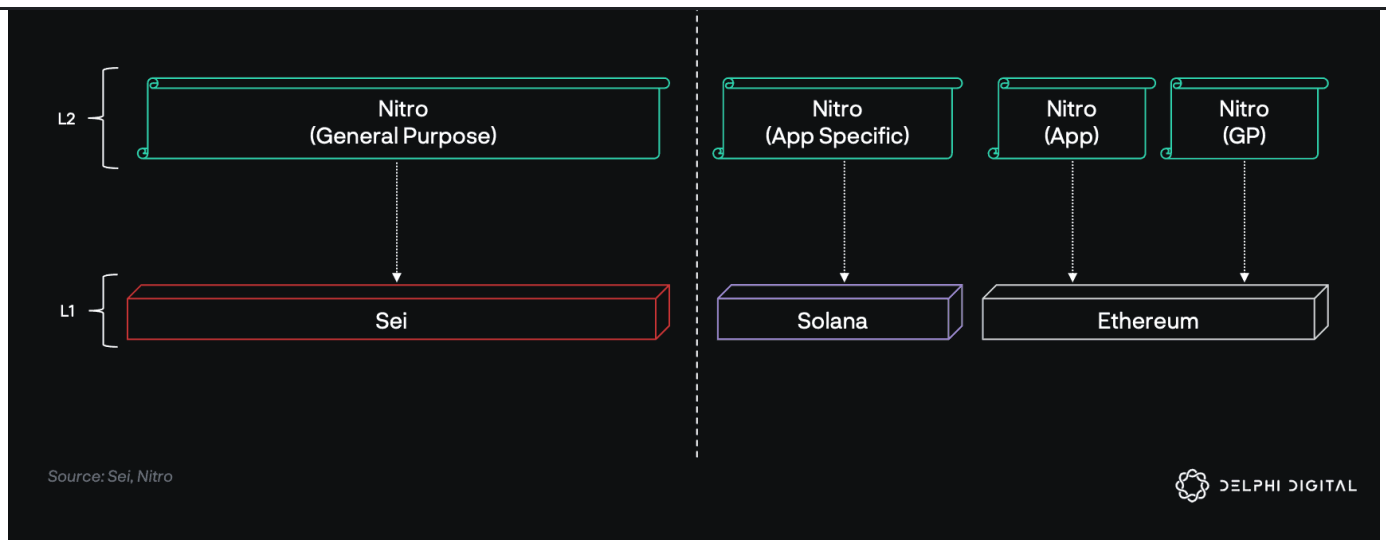 L2
Nitro
(General Purpose)
Nitro
(App Specific)
Nitro
(App)
Nitro
(GP)
L1
Sei
Solana
Ethereum
Source: Sei, Nitro
DELPHI DIGITAL